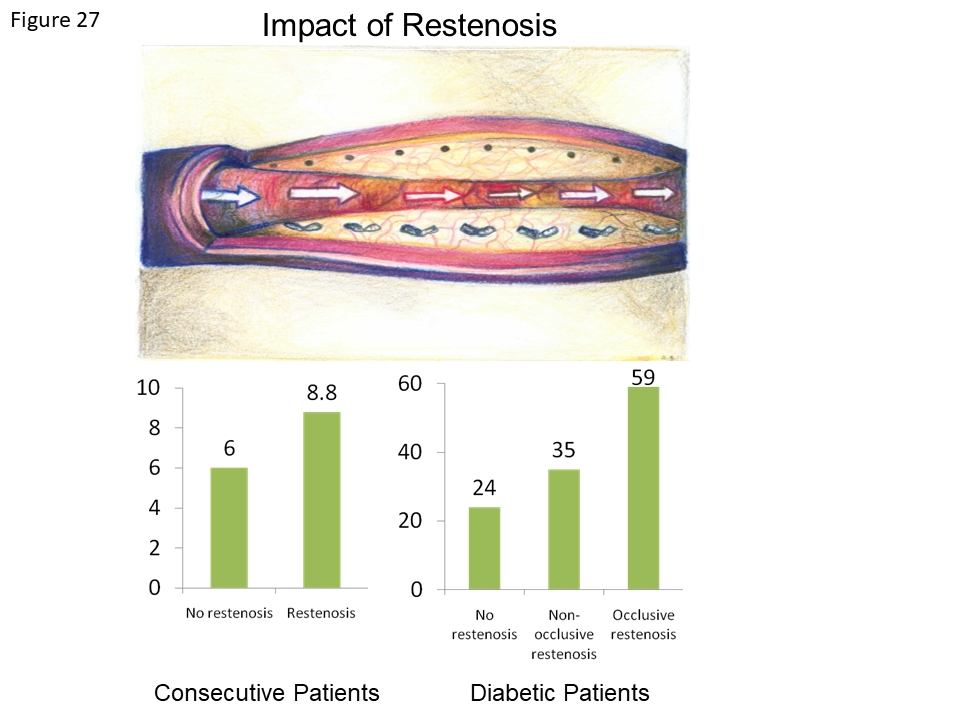 Figure 27
Impact of Restenosis
10
8
6
4
2
0
6
8.8
No restenosis Restenosis
Consecutive Patients
60
40
20
0
24
35
59
No
restenosis
Non-
occlusive
restenosis
Occlusive
restenosis
Diabetic Patients